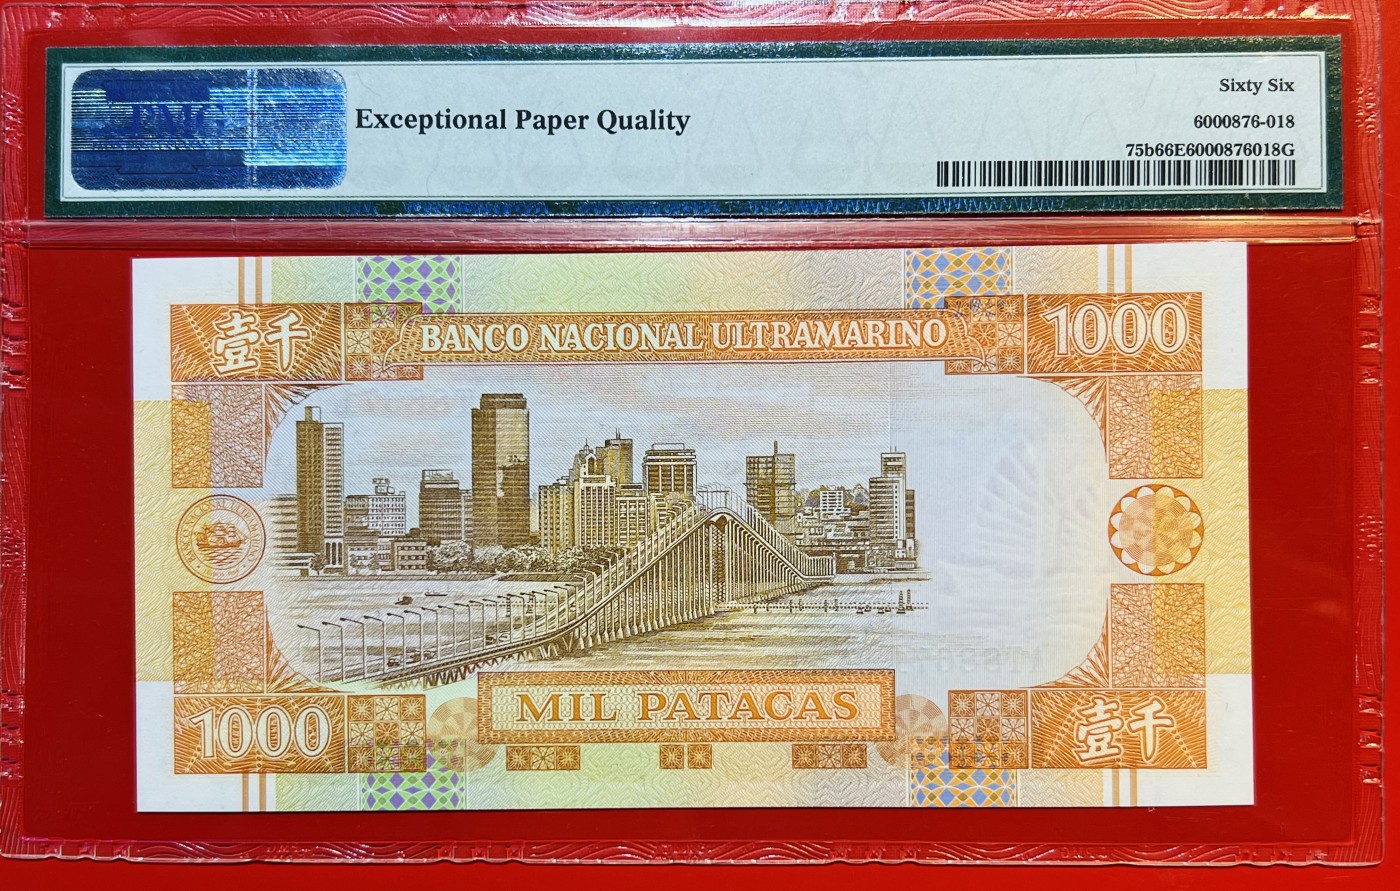 PMG
Exceptional Paper Quality
Sixty Six
6000876-018
75b66E6000876018G
壹千
BANCO NACIONAL ULTRAMARINO
1000
MIL PATACAS
1000
壹千